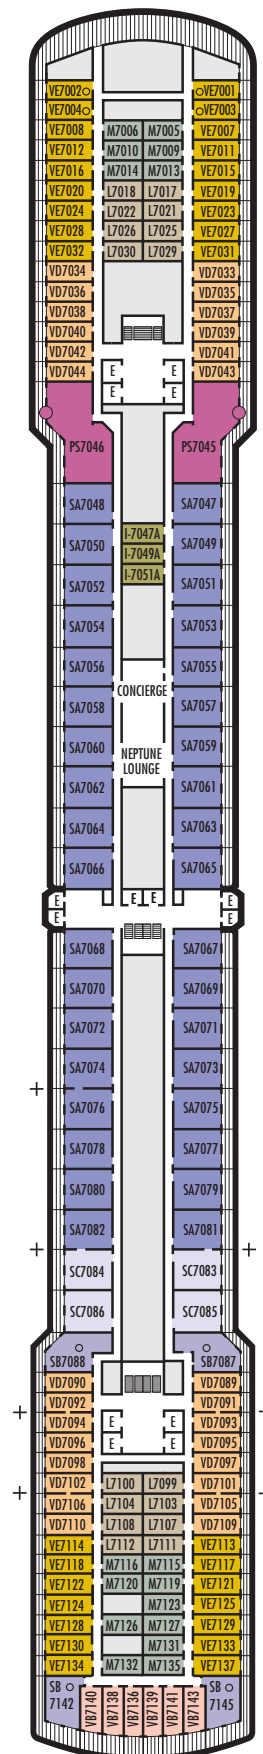 VE7002 VE7001
VE7004 VE7003
VE7008 M7006 M7005 VE7007
VE7012 M7010 M7009 VE7011
VE7016 M7014 M7013 VE7015
VE7020 L7018 L7017 VE7019
VE7024 L7022 L7021 VE7023
VE7028 L7026 L7025 VE7027
VE7032 L7030 L7029 VE7031
VD7034 VD7033
VD7036 VD7035
VD7038 VD7037
VD7040 VD7039
VD7042 VD7041
VD7044 E E VD7043
E E
PS7046 PS7045
SA7048 SA7047
I-7047A
SA7050 I-7049A SA7049
SA7052 I-7051A SA7051
SA7054 SA7053
SA7056 SA7055
CONCIERGE
SA7058 SA7057
SA7060 NEPTUNE SA7059
LOUNGE
SA7062 SA7061
SA7064 SA7063
SA7066 SA7065
E E E E
E E
SA7068 SA7067
SA7070 SA7069
SA7072 SA7071
SA7074 SA7073
SA7076 SA7075
SA7078 SA7077
SA7080 SA7079
SA7082 SA7081
SC7084 SC7083
SC7086 SC7085
SB7088 SB7087
VD7090 VD7089
VD7092 VD7091
VD7094 E E VD7093
VD7096 E E VD7095
VD7098 VD7097
VD7102 L7100 L7099 VD7101
VD7106 L7104 L7103 VD7105
VD7110 L7108 L7107 VD7109
VE7114 L7112 L7111 VE7113
VE7118 M7116 M7115 VE7117
VE7122 M7120 M7119 VE7121
VE7124 M7123 VE7125
VE7128 M7126 M7127 VE7129
VE7130 M7131 VE7133
VE7134 M7132 M7135 VE7137
SB 7142 VB7140 VB7138 VB7136 VB7139 VB7141 VB7143 SB 7145